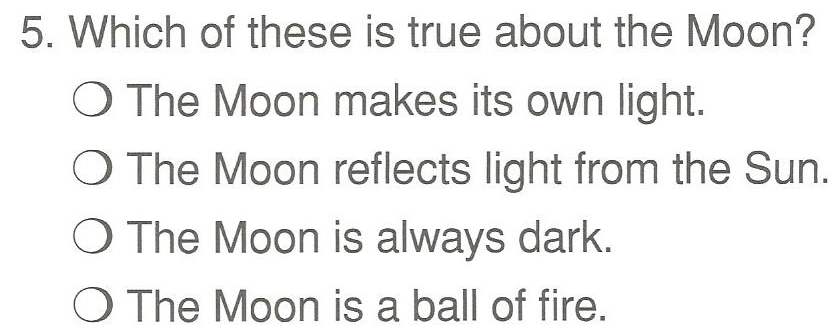 5. Which of these is true about the Moon?
The Moon makes its own light.
The Moon reflects light from the Sun.
The Moon is always dark.
The Moon is a ball of fire.